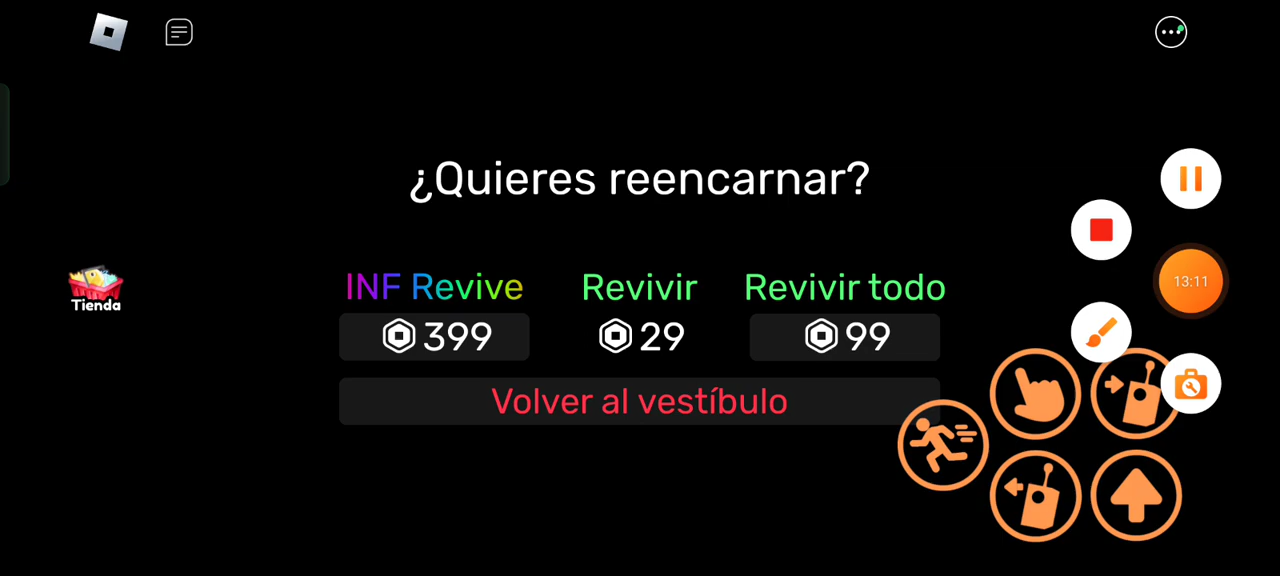 ¿Quieres reencarnar?
INF Revive
Revivir
Revivir todo
399
29
99
Volver al vestíbulo
Tienda
13:11